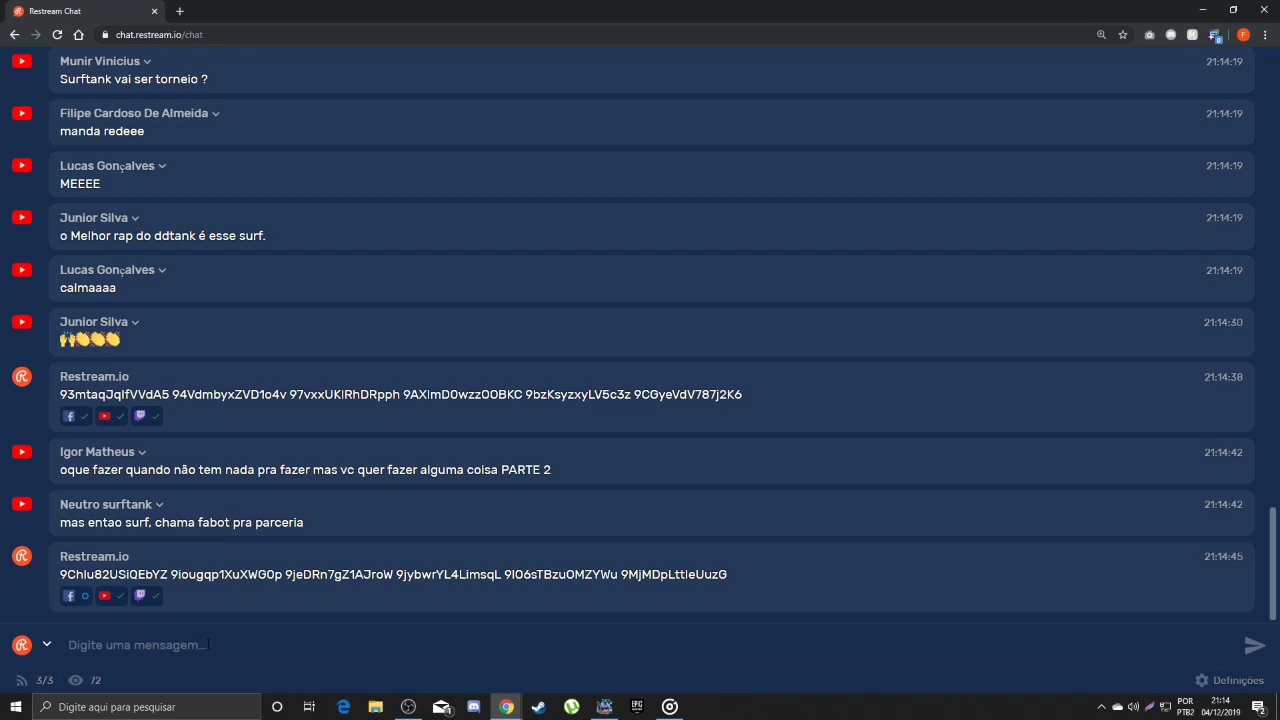 Restream Chat
chat.restream.io/chat
Munir Vinicius
21:14:19
Surftank vai ser torneio ?
Filipe Cardoso De Almeida
21:14:19
manda redeee
Lucas Gonçalves
21:14:19
MEEEE
Junior Silva
21:14:19
o Melhor rap do ddtank é esse surf.
Lucas Gonçalves
21:14:19
calmaaaa
Junior Silva
21:14:30
🙌👏👏👏
Restream.io
21:14:38
93mtaqJqIfVVdA5 94VdmbyxZVD1o4v 97vxxUKIRhDRpph 9AXImD0wzzOOBKC 9bzKsyzxyLV5c3z 9CGyeVdV787j2K6
Igor Matheus
21:14:42
oque fazer quando não tem nada pra fazer mas vc quer fazer alguma coisa PARTE 2
Neutro surftank
21:14:42
mas entao surf, chama fabot pra parceria
Restream.io
21:14:45
9ChIu82USiQEbYZ 9iougqp1XuXWG0p 9jeDRn7gZ1AJroW 9jybwrYL4LimsqL 9IO6sTBzuOMZYWu 9MjMDpLttIeUuzG
Digite uma mensagem...
3/3 72
Definições
Digite aqui para pesquisar
POR 21:14
PTB2 04/12/2019